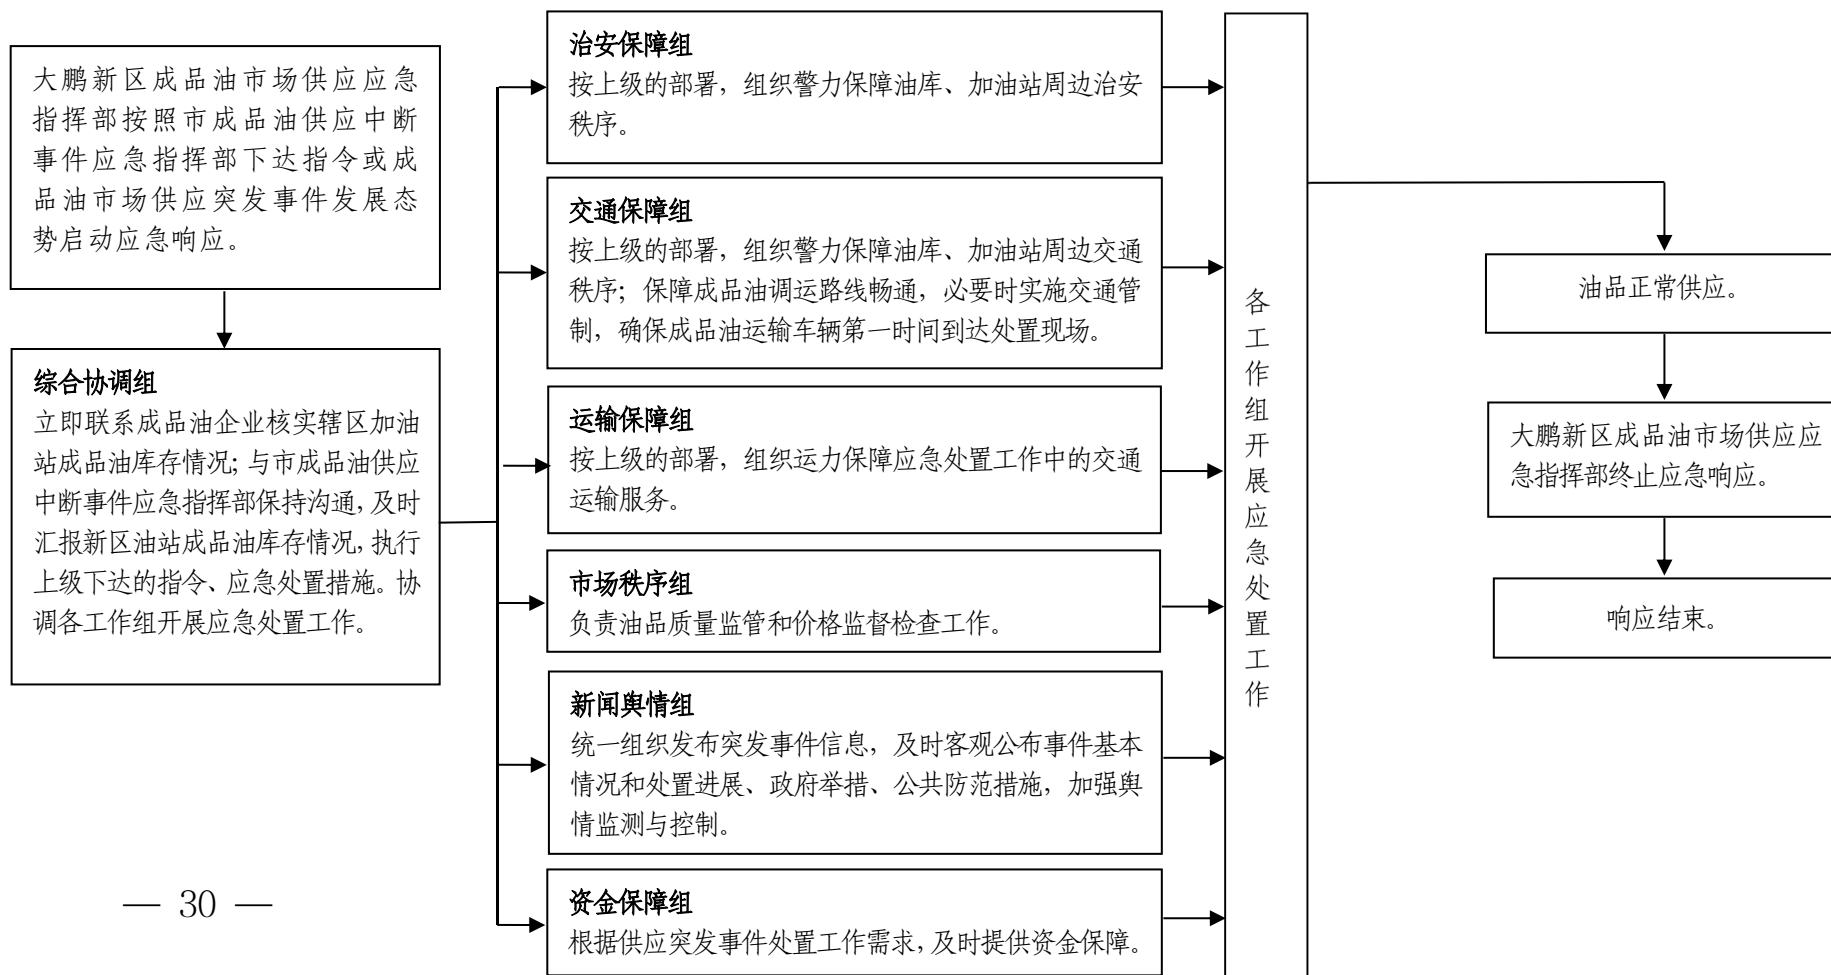 大鹏新区成品油市场供应应急
指挥部按照市成品油供应中断
事件应急指挥部下达指令或成
品油市场供应突发事件发展态
势启动应急响应。
综合协调组
立即联系成品油企业核实辖区加油
站成品油库存情况；与市成品油供应
中断事件应急指挥部保持沟通，及时
汇报新区油站成品油库存情况，执行
上级下达的指令、应急处置措施。协
调各工作组开展应急处置工作。
治安保障组
按上级的部署，组织警力保障油库、加油站周边治安
秩序。
交通保障组
按上级的部署，组织警力保障油库、加油站周边交通
秩序；保障成品油调运路线畅通，必要时实施交通管
制，确保成品油运输车辆第一时间到达处置现场。
运输保障组
按上级的部署，组织运力保障应急处置工作中的交通
运输服务。
市场秩序组
负责油品质量监管和价格监督检查工作。
新闻舆情组
统一组织发布突发事件信息，及时客观公布事件基本
情况和处置进展、政府举措、公共防范措施，加强舆
情监测与控制。
资金保障组
根据供应突发事件处置工作需求，及时提供资金保障。
各工作组开展应急处置工作
油品正常供应。
大鹏新区成品油市场供应应
急指挥部终止应急响应。
响应结束。
— 30 —